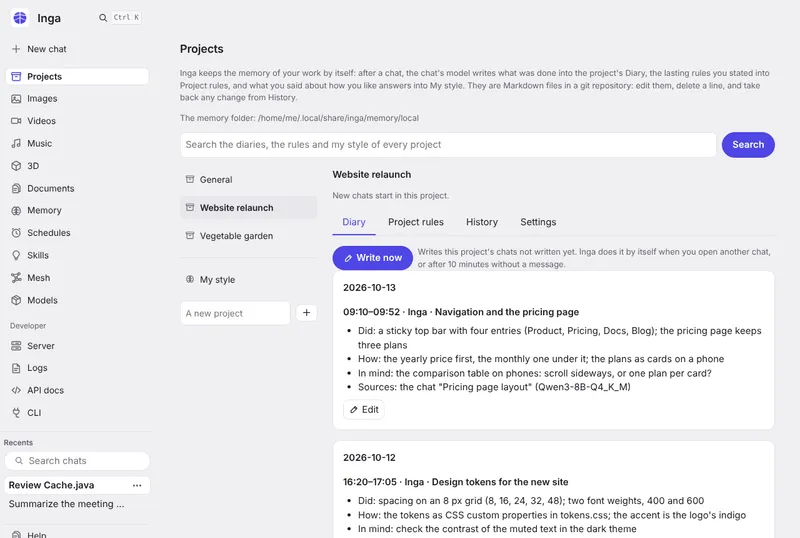 Inga
Ctrl K
New chat
Projects
Images
Videos
Music
3D
Documents
Memory
Schedules
Skills
Mesh
Models
Developer
Server
Logs
API docs
CLI
Recents
Search chats
Review Cache.java
Summarize the meeting ...
Help
Projects
Inga keeps the memory of your work by itself: after a chat, the chat's model writes what was done into the project's Diary, the lasting rules you stated into
Project rules, and what you said about how you like answers into My style. They are Markdown files in a git repository: edit them, delete a line, and take
back any change from History.
The memory folder: /home/me/.local/share/inga/memory/local
Search the diaries, the rules and my style of every project
Search
General
Website relaunch
Vegetable garden
My style
A new project
Website relaunch
New chats start in this project.
Diary
Project rules
History
Settings
Write now
Writes this project's chats not written yet. Inga does it by itself when you open another chat,
or after 10 minutes without a message.
2026-10-13
09:10–09:52 · Inga · Navigation and the pricing page
• Did: a sticky top bar with four entries (Product, Pricing, Docs, Blog); the pricing page keeps
three plans
• How: the yearly price first, the monthly one under it; the plans as cards on a phone
• In mind: the comparison table on phones: scroll sideways, or one plan per card?
• Sources: the chat "Pricing page layout" (Qwen3-8B-Q4_K_M)
Edit
2026-10-12
16:20–17:05 · Inga · Design tokens for the new site
• Did: spacing on an 8 px grid (8, 16, 24, 32, 48); two font weights, 400 and 600
• How: the tokens as CSS custom properties in tokens.css; the accent is the logo's indigo
• In mind: check the contrast of the muted text in the dark theme